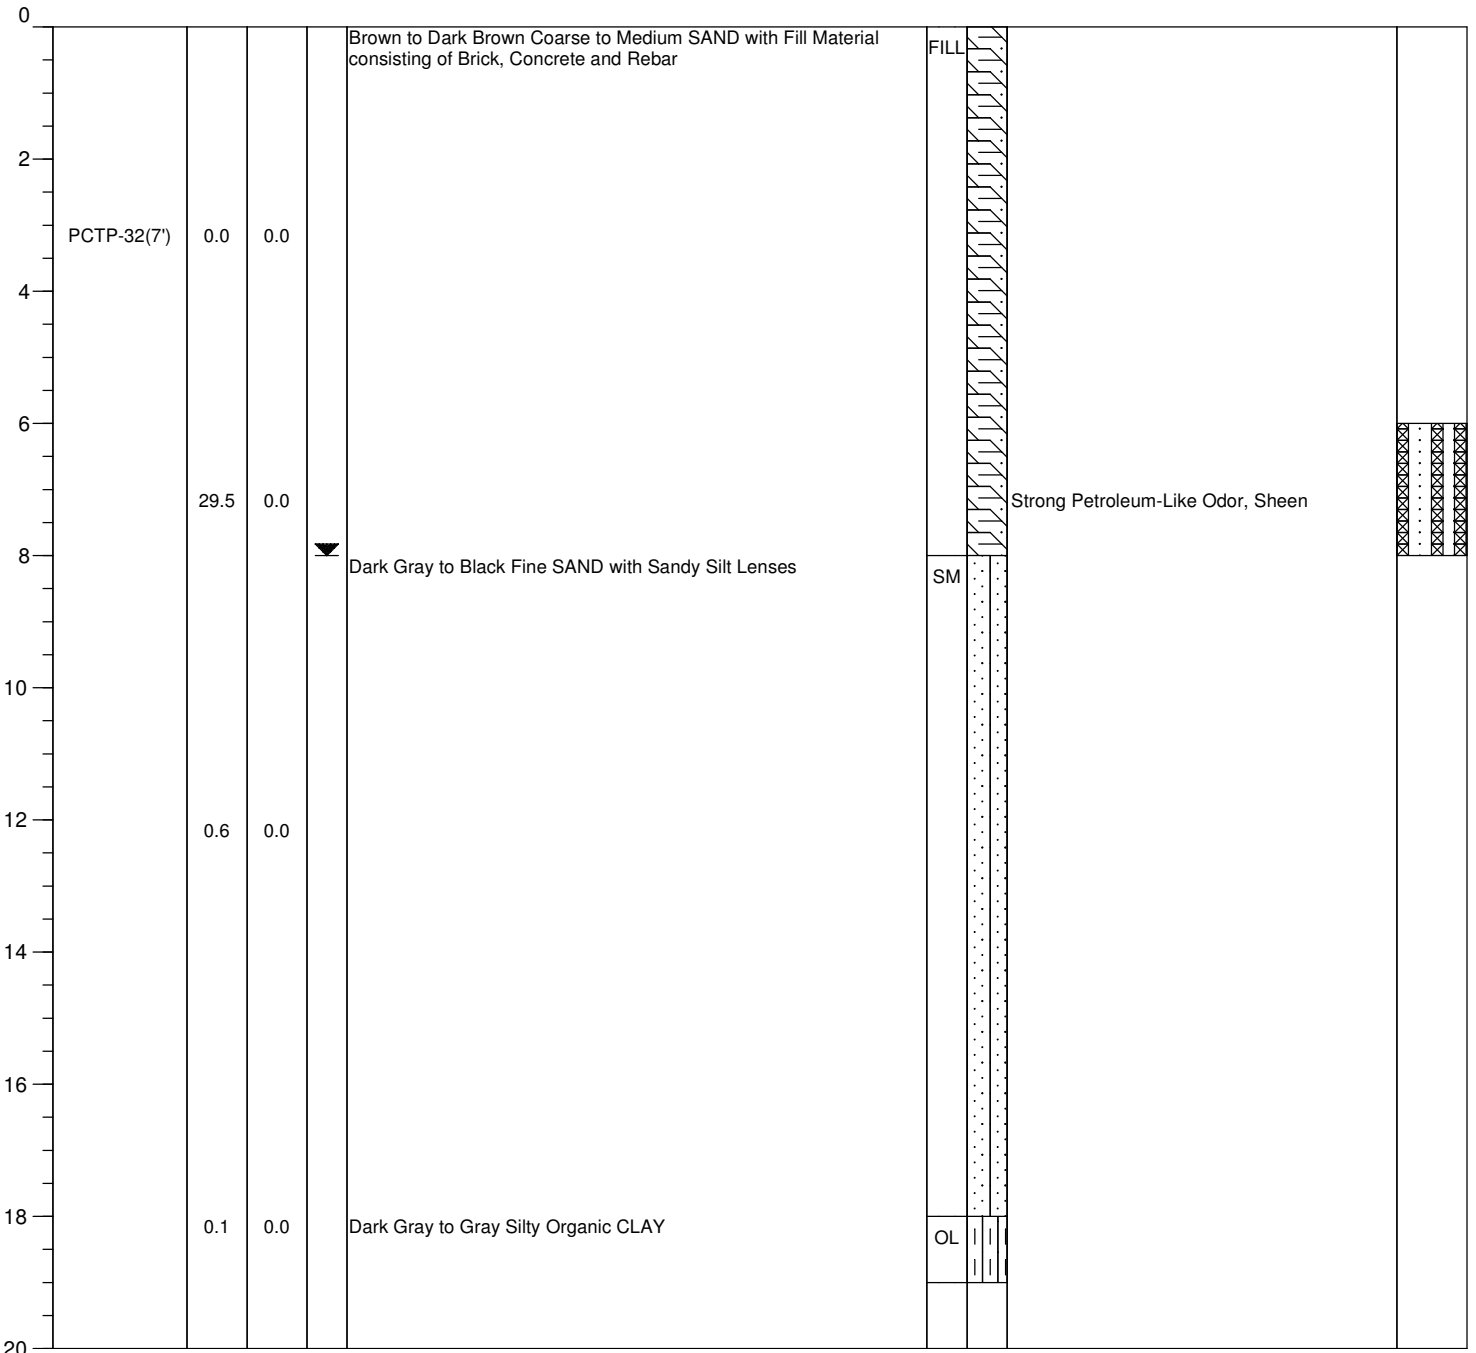 0
Brown to Dark Brown Coarse to Medium SAND with Fill Material
consisting of Brick, Concrete and Rebar
FILL
2
PCTP-32(7') 0.0 0.0
4
6
29.5 0.0 Strong Petroleum-Like Odor, Sheen
8
Dark Gray to Black Fine SAND with Sandy Silt Lenses
SM
10
12
0.6 0.0
14
16
18
0.1 0.0 Dark Gray to Gray Silty Organic CLAY
OL
20